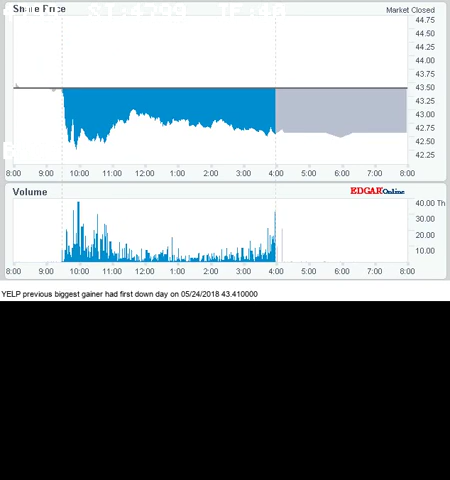 Share Price ST:4299 TF:40
Market Closed
44.75
44.50
44.25
44.00
43.75
43.50
43.25
43.00
42.75
42.50
42.25
8:00 9:00 10:00 11:00 12:00 1:00 2:00 3:00 4:00 5:00 6:00 7:00 8:00
Volume
EDGAROnline
40.00 Th
30.00
20.00
10.00
8:00 9:00 10:00 11:00 12:00 1:00 2:00 3:00 4:00 5:00 6:00 7:00 8:00
YELP previous biggest gainer had first down day on 05/24/2018 43.410000